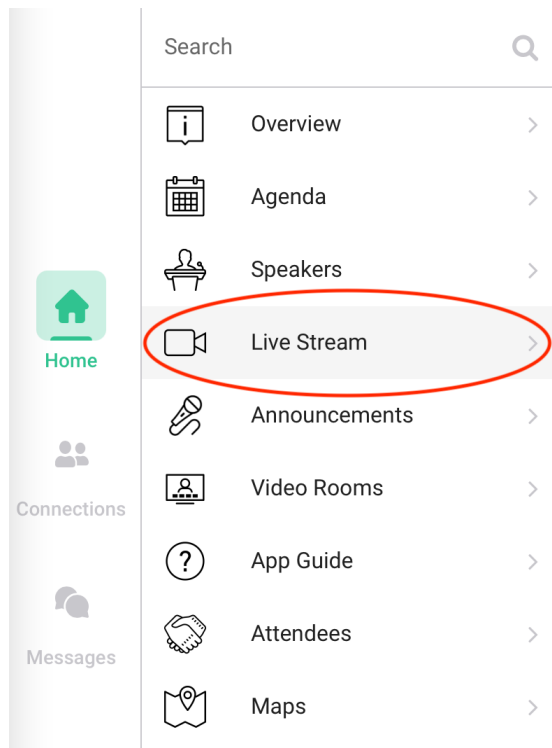 Search
Overview
Agenda
Speakers
Live Stream
Announcements
Video Rooms
App Guide
Attendees
Maps
Home
Connections
Messages